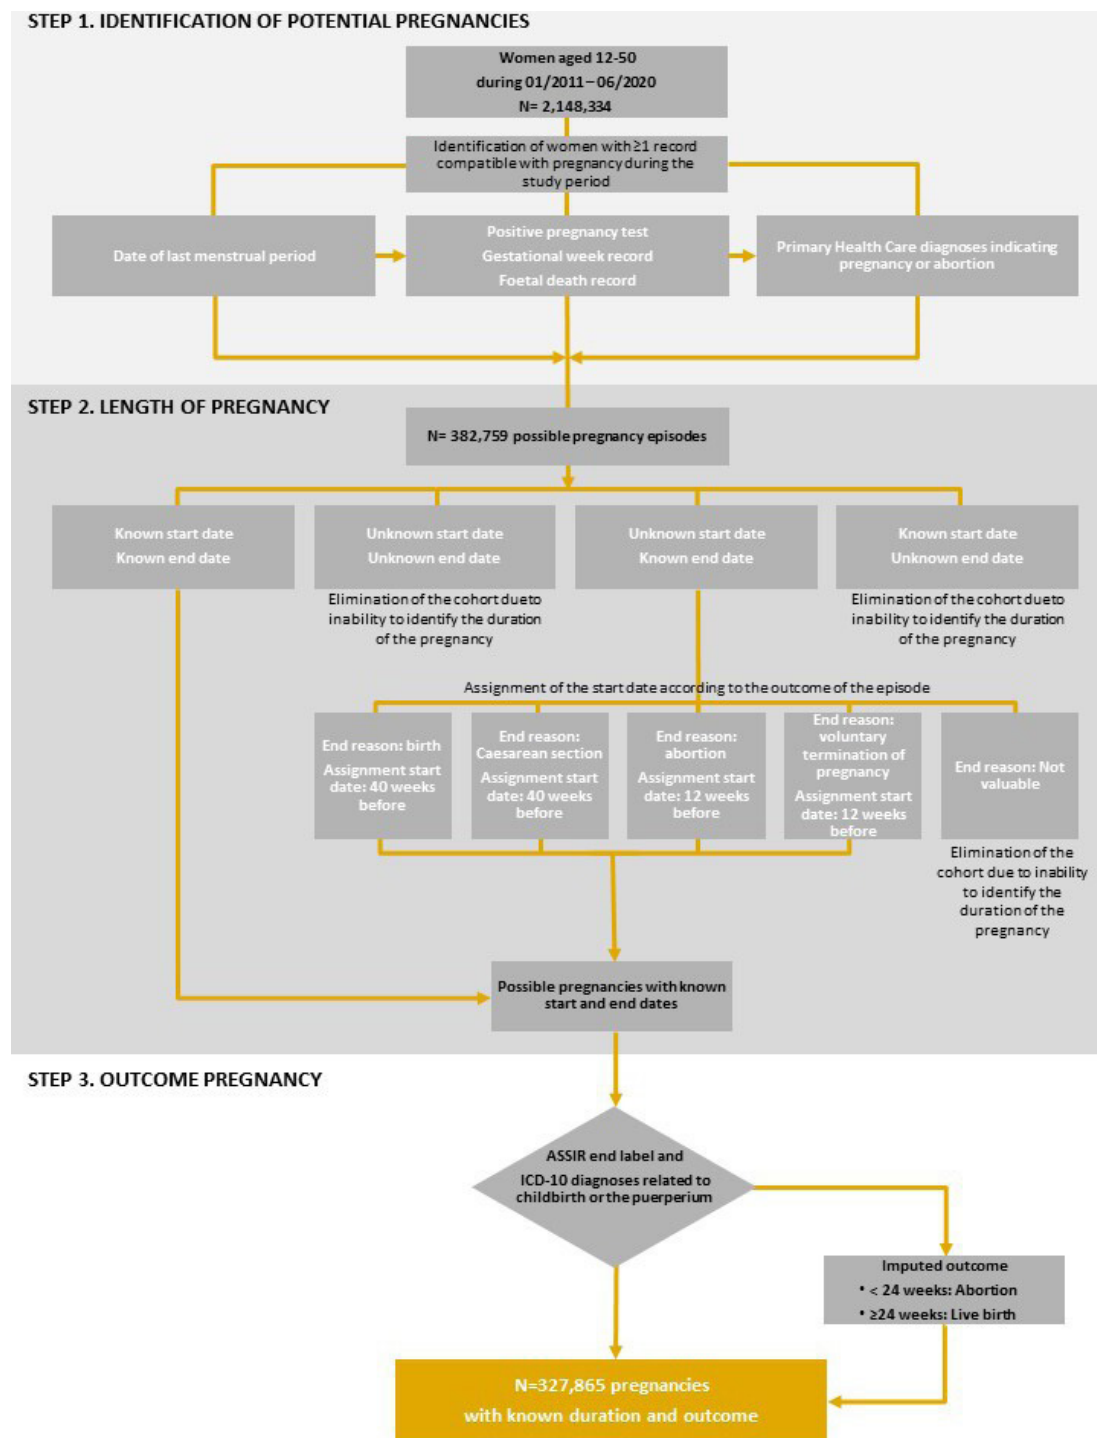 STEP 1. IDENTIFICATION OF POTENTIAL PREGNANCIES
Women aged 12-50
during 01/2011 – 06/2020
N= 2,148,334
Identification of women with ≥1 record
compatible with pregnancy during the
study period
Date of last menstrual period
Positive pregnancy test
Gestational week record
Foetal death record
Primary Health Care diagnoses indicating
pregnancy or abortion
STEP 2. LENGTH OF PREGNANCY
N= 382,759 possible pregnancy episodes
Known start date
Known end date
Unknown start date
Unknown end date
Unknown start date
Known end date
Known start date
Unknown end date
Elimination of the cohort dueto
inability to identify the duration
of the pregnancy
Elimination of the cohort dueto
inability to identify the duration
of the pregnancy
Assignment of the start date according to the outcome of the episode
End reason: birth
Assignment start
date: 40 weeks
before
End reason:
Caesarean section
Assignment start
date: 40 weeks
before
End reason:
abortion
Assignment start
date: 12 weeks
before
End reason:
voluntary
termination of
pregnancy
Assignment start
date: 12 weeks
before
End reason: Not
valuable
Elimination of the
cohort due to inability
to identify the
duration of the
pregnancy
Possible pregnancies with known
start and end dates
STEP 3. OUTCOME PREGNANCY
ASSIR end label and
ICD-10 diagnoses related to
childbirth or the puerperium
Imputed outcome
• < 24 weeks: Abortion
• ≥24 weeks: Live birth
N=327,865 pregnancies
with known duration and outcome